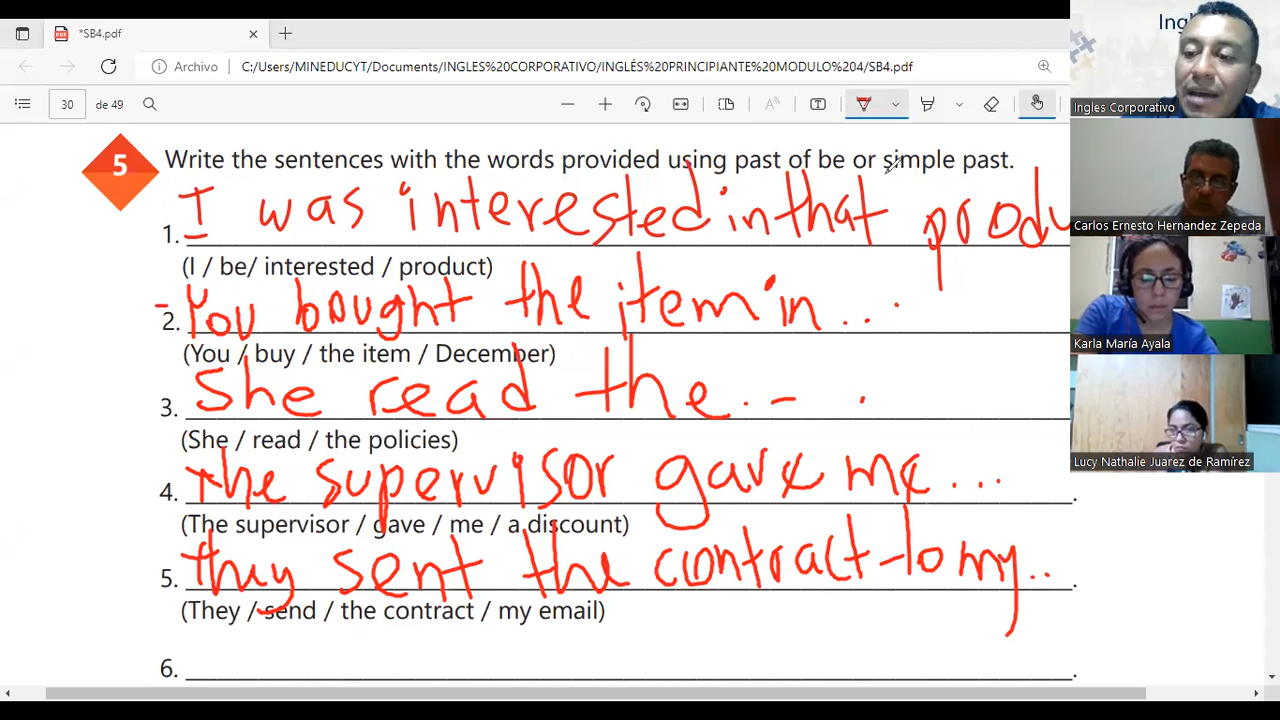 *SB4.pdf
Archivo
C:/Users/MINEDUCYT/Documents/INGLES%20CORPORATIVO/INGLÉS%20PRINCIPIANTE%20MODULO%204/SB4.pdf
30 de 49
Ingl
Ingles Corporativo
Carlos Ernesto Hernandez Zepeda
Karla María Ayala
Lucy Nathalie Juarez de Ramírez
5 Write the sentences with the words provided using past of be or simple past.
1. I was interested in that produ
(I / be/ interested / product)
2. - You bought the item in...
(You / buy / the item / December)
3. She read the.-- .
(She / read / the policies)
4. the supervisor gave me...
(The supervisor / gave / me / a discount)
5. they sent the contract to my..
(They / send / the contract / my email)
6.